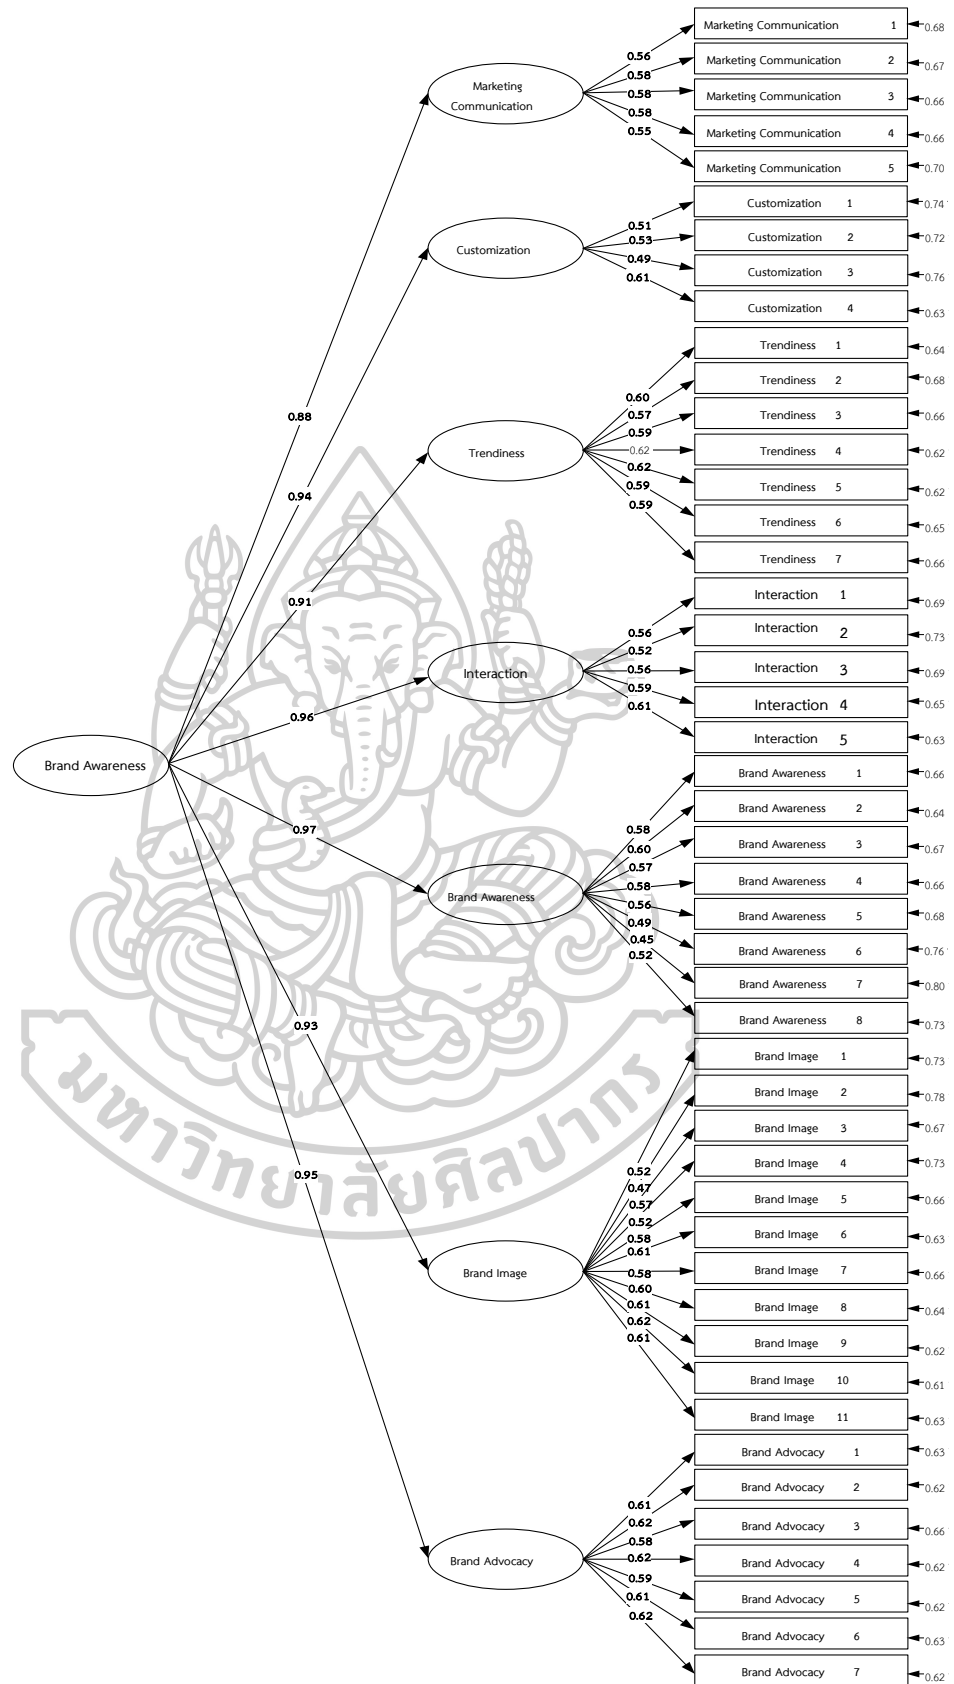 Marketing Communication 1 0.68
0.56
Marketing Communication 2 0.67
0.58
Marketing
Communication
Marketing Communication 3 0.66
0.58
0.58
Marketing Communication 4 0.66
0.55
Marketing Communication 5 0.70
Customization 1 0.74
0.51
0.53
Customization 2 0.72
Customization
0.49
Customization 3 0.76
0.61
Customization 4 0.63
Trendiness 1 0.64
Trendiness 2 0.68
0.60
0.57
Trendiness 3 0.66
0.88
0.59
Trendiness
0.62
Trendiness 4 0.62
0.62
0.59
Trendiness 5 0.62
0.94
0.59
Trendiness 6 0.65
Trendiness 7 0.66
Interaction 1 0.69
0.91
0.56
Interaction 2 0.73
0.52
Interaction
0.56
Interaction 3 0.69
0.59
Interaction 4 0.65
0.61
0.96
Interaction 5 0.63
Brand Awareness
Brand Awareness 1 0.66
Brand Awareness 2 0.64
0.97
0.58
0.60
Brand Awareness 3 0.67
0.57
Brand Awareness
0.58
Brand Awareness 4 0.66
0.56
Brand Awareness 5 0.68
0.49
0.45
Brand Awareness 6 0.76
0.52
Brand Awareness 7 0.80
Brand Awareness 8 0.73
0.93
Brand Image 1 0.73
Brand Image 2 0.78
Brand Image 3 0.67
มหาวิทยาลัยศิลปากร
Brand Image 4 0.73
0.95
0.52
0.47
0.57
Brand Image 5 0.66
0.52
Brand Image 6 0.63
0.58
0.61
Brand Image
0.58
Brand Image 7 0.66
0.60
0.61
Brand Image 8 0.64
0.62
0.61
Brand Image 9 0.62
Brand Image 10 0.61
Brand Image 11 0.63
Brand Advocacy 1 0.63
Brand Advocacy 2 0.62
0.61
0.62
Brand Advocacy 3 0.66
0.58
Brand Advocacy
0.62
Brand Advocacy 4 0.62
0.59
0.61
Brand Advocacy 5 0.62
0.62
Brand Advocacy 6 0.63
Brand Advocacy 7 0.62